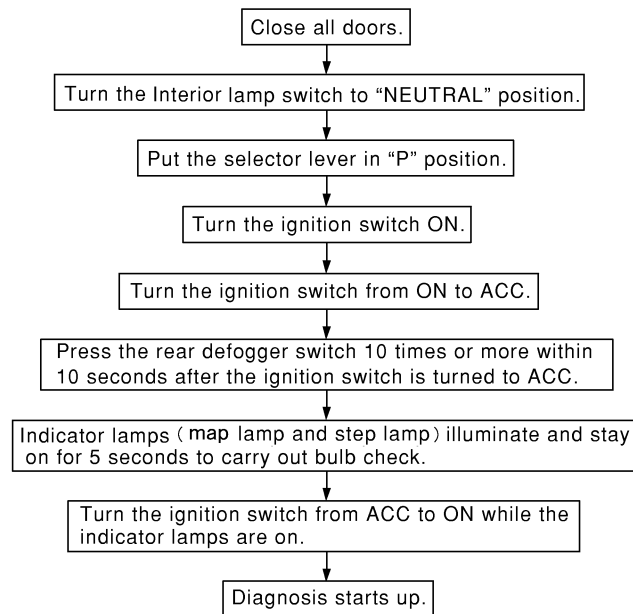 Close all doors.
Turn the Interior lamp switch to “NEUTRAL” position.
Put the selector lever in “P” position.
Turn the ignition switch ON.
Turn the ignition switch from ON to ACC.
Press the rear defogger switch 10 times or more within
10 seconds after the ignition switch is turned to ACC.
Indicator lamps (map lamp and step lamp) illuminate and stay
on for 5 seconds to carry out bulb check.
Turn the ignition switch from ACC to ON while the
indicator lamps are on.
Diagnosis starts up.